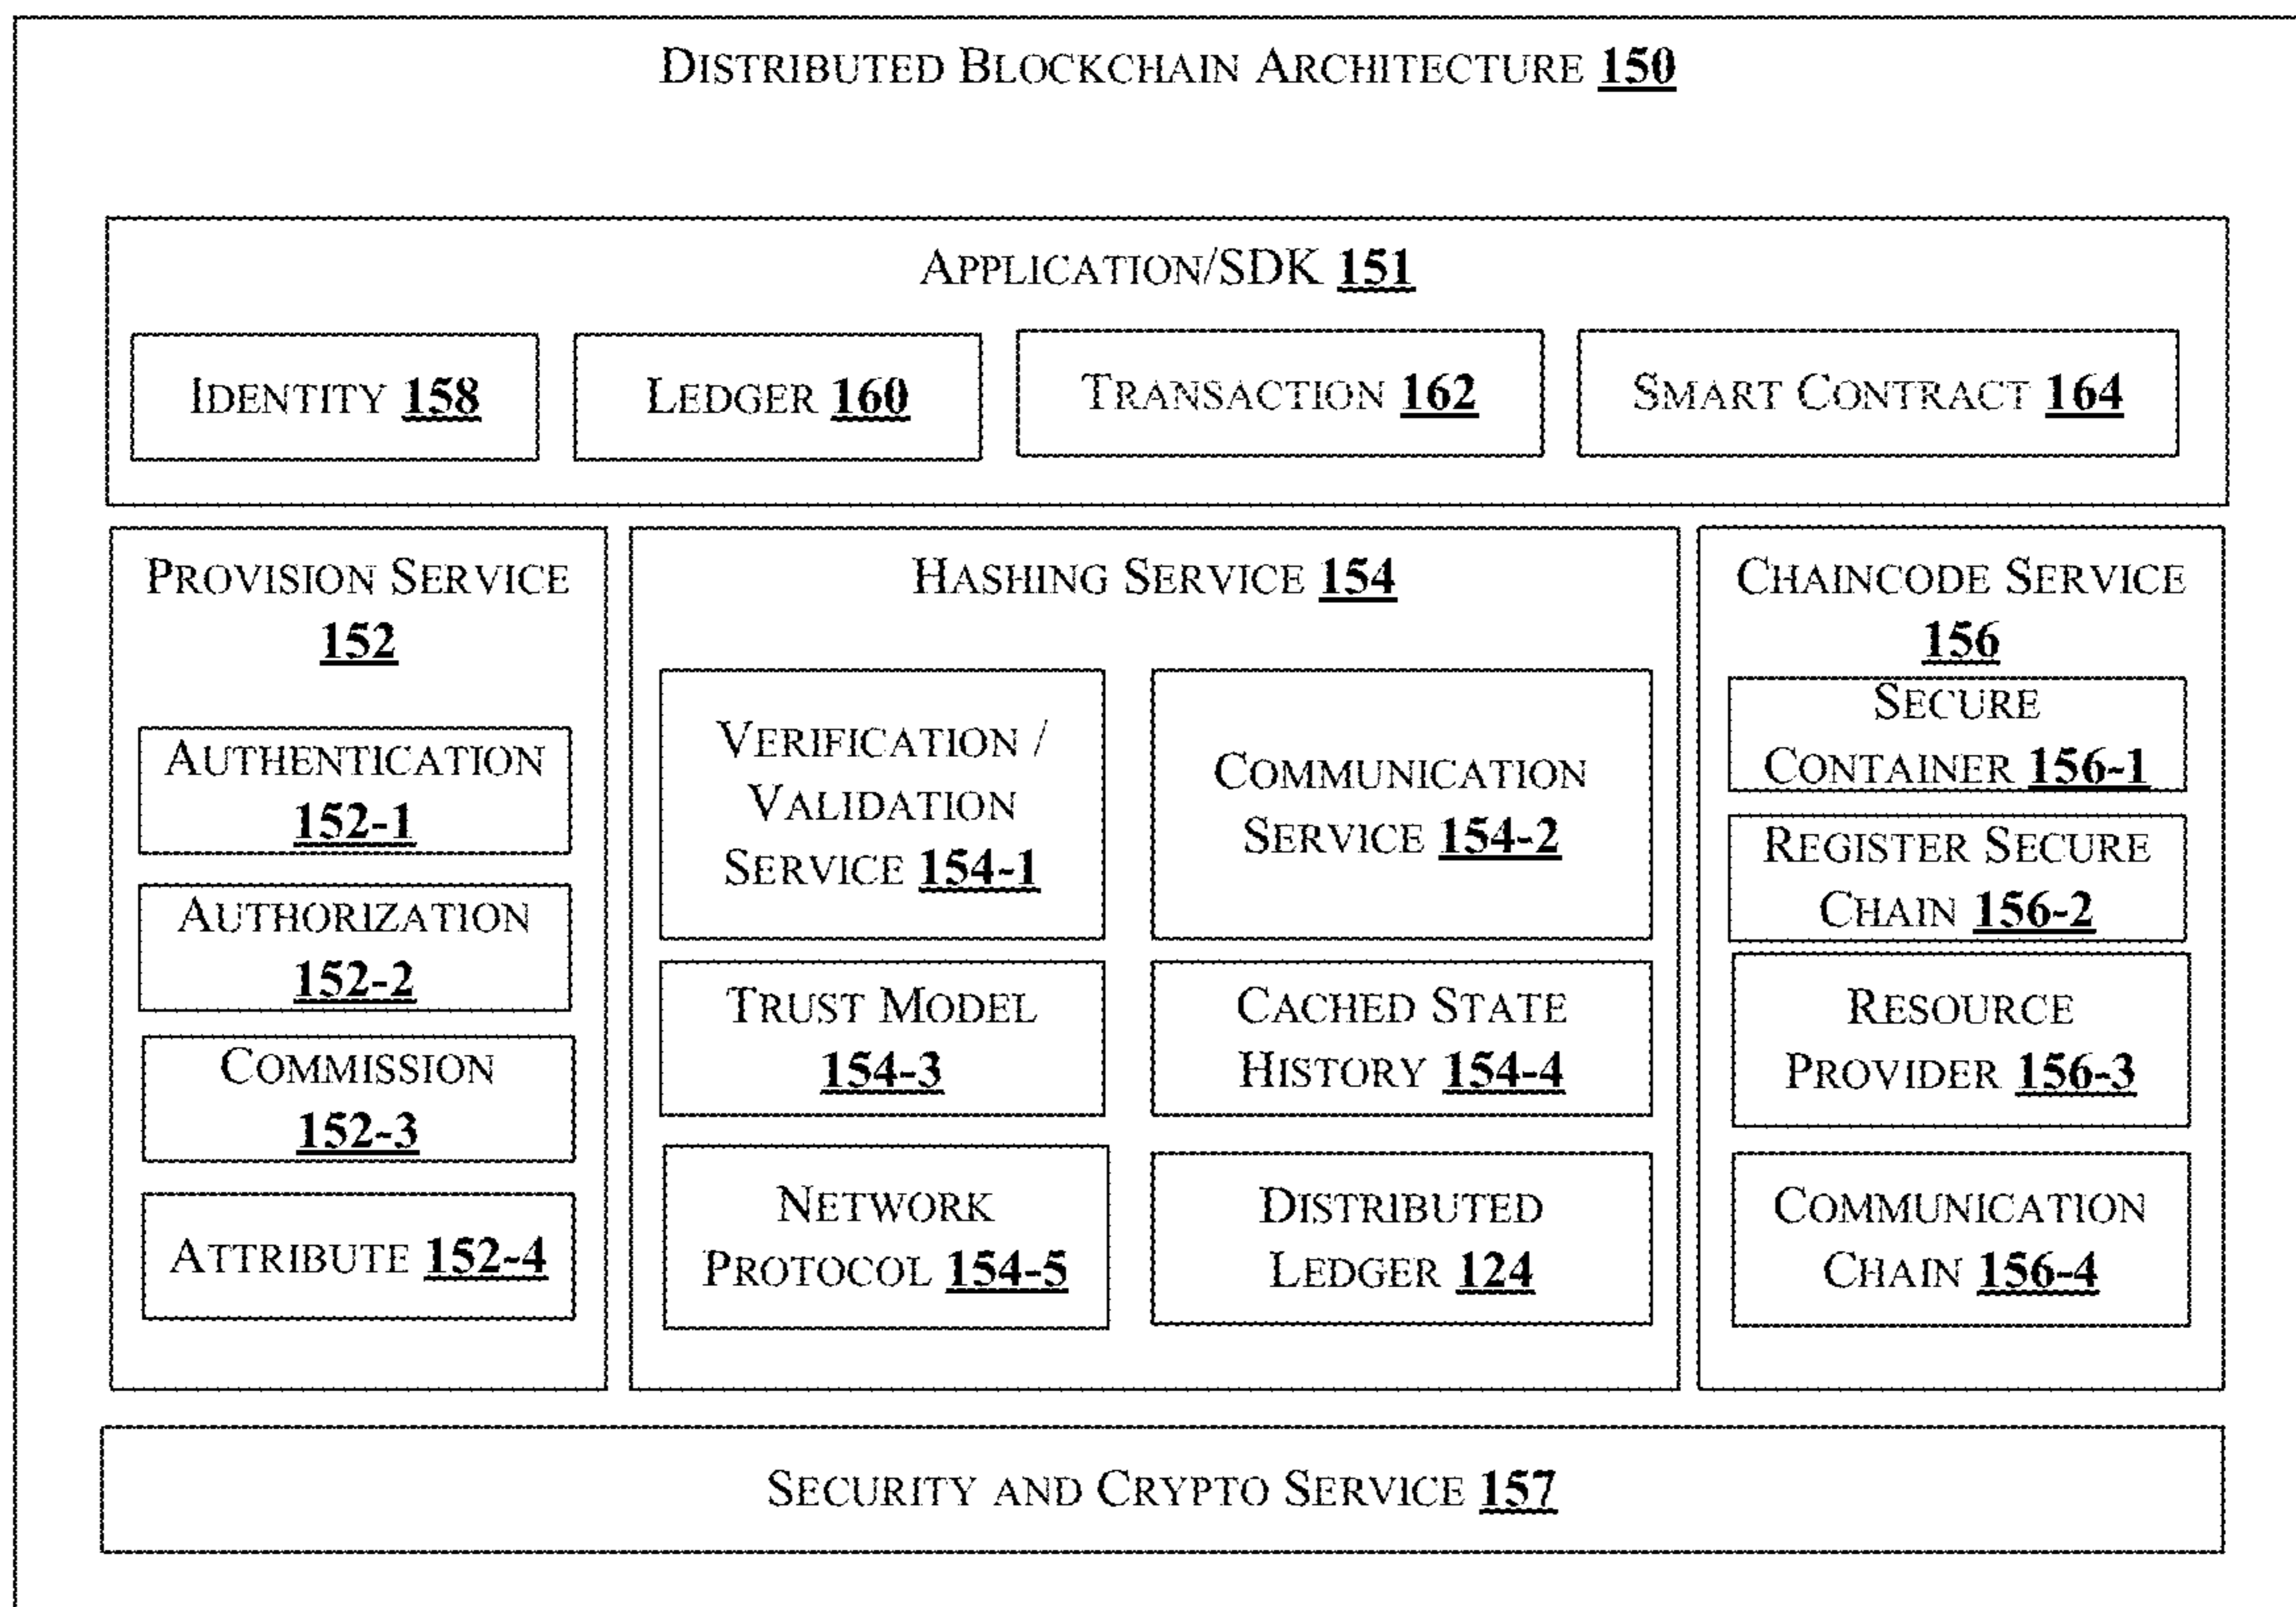 DISTRIBUTED BLOCKCHAIN ARCHITECTURE 150
APPLICATION/SDK 151
IDENTITY 158
LEDGER 160
TRANSACTION 162
SMART CONTRACT 164
PROVISION SERVICE
152
AUTHENTICATION
152-1
AUTHORIZATION
152-2
COMMISSION
152-3
ATTRIBUTE 152-4
HASHING SERVICE 154
VERIFICATION /
VALIDATION
SERVICE 154-1
COMMUNICATION
SERVICE 154-2
TRUST MODEL
154-3
CACHED STATE
HISTORY 154-4
NETWORK
PROTOCOL 154-5
DISTRIBUTED
LEDGER 124
CHAINCODE SERVICE
156
SECURE
CONTAINER 156-1
REGISTER SECURE
CHAIN 156-2
RESOURCE
PROVIDER 156-3
COMMUNICATION
CHAIN 156-4
SECURITY AND CRYPTO SERVICE 157